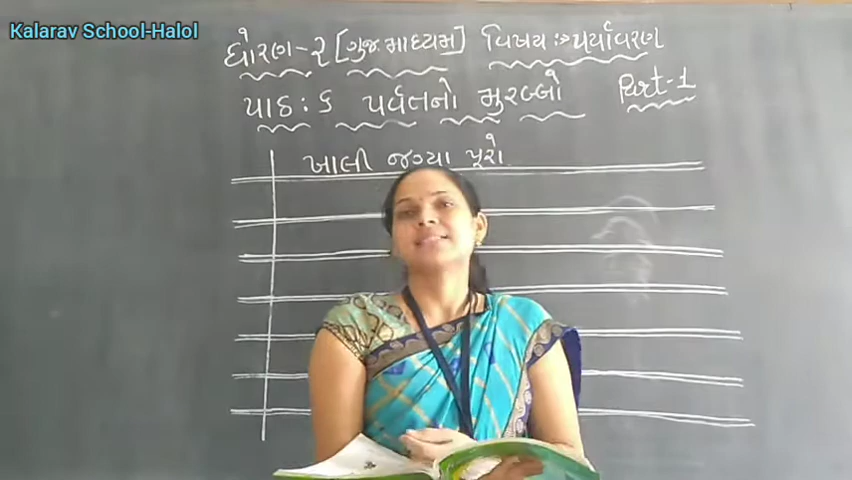 Kalarav School-Halol
ધોરણ-૨ [ગુજ. માધ્યમ] વિષય :→ પર્યાવરણ
પાઠ : ૬ પર્વતનો મુરબ્બો Part-1
ખાલી જગ્યા પૂરો